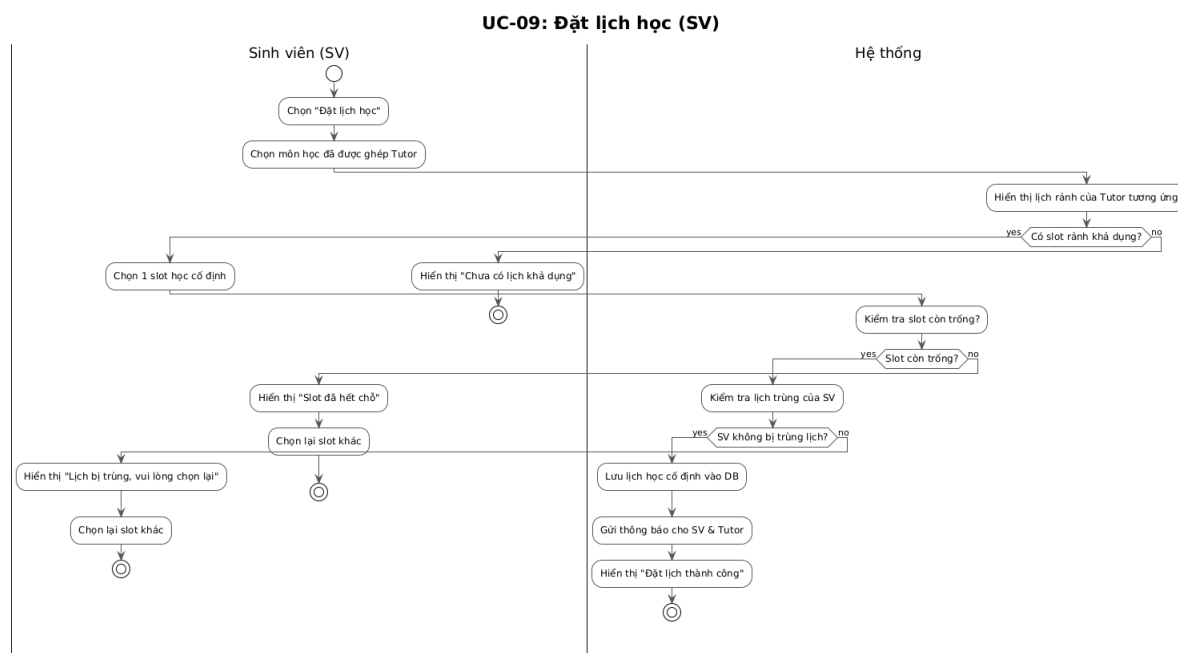 UC-09: Đặt lịch học (SV)
Sinh viên (SV)
Hệ thống
Chọn "Đặt lịch học"
Chọn môn học đã được ghép Tutor
Hiển thị lịch rảnh của Tutor tương ứng
yes
Có slot rảnh khả dụng?
no
Chọn 1 slot học cố định
Hiển thị "Chưa có lịch khả dụng"
Kiểm tra slot còn trống?
yes
Slot còn trống?
no
Hiển thị "Slot đã hết chỗ"
Kiểm tra lịch trùng của SV
Chọn lại slot khác
yes
SV không bị trùng lịch?
no
Hiển thị "Lịch bị trùng, vui lòng chọn lại"
Lưu lịch học cố định vào DB
Chọn lại slot khác
Gửi thông báo cho SV & Tutor
Hiển thị "Đặt lịch thành công"